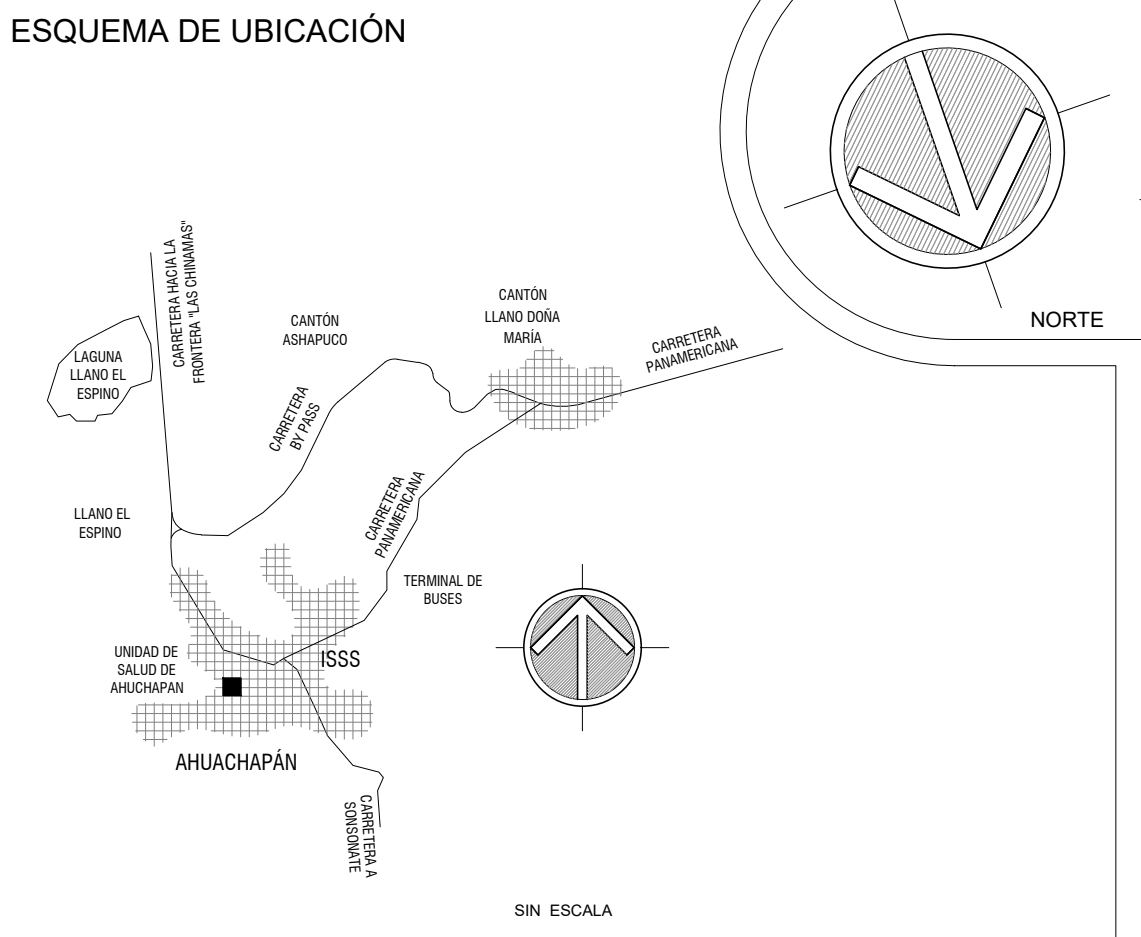 ESQUEMA DE UBICACIÓN
NORTE
CARRETERA HACIA LA
FRONTERA "LAS CHINAMAS"
LAGUNA
LLANO EL
ESPINO
CANTÓN
ASHAPUCO
CANTÓN
LLANO DOÑA
MARÍA
CARRETERA
PANAMERICANA
CARRETERA
BY PASS
CARRETERA
PANAMERICANA
LLANO EL
ESPINO
TERMINAL DE
BUSES
UNIDAD DE
SALUD DE
AHUCHAPAN
ISSS
AHUACHAPÁN
CARRETERA A
SONSONATE
SIN ESCALA